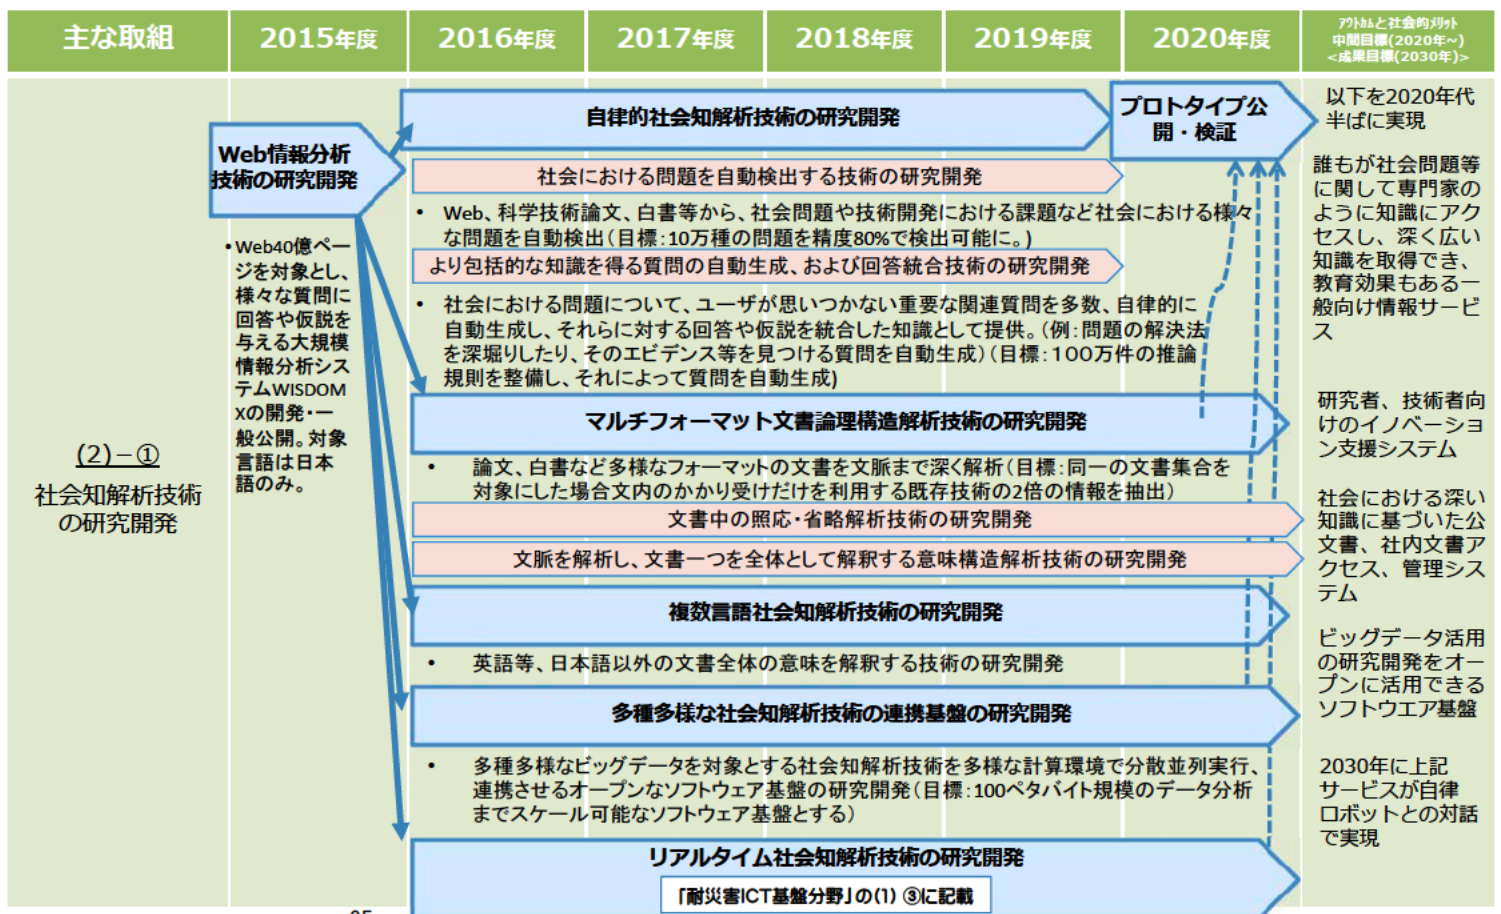 主な取組
2015年度
2016年度
2017年度
2018年度
2019年度
2020年度
アウトカムと社会的メリット
中間目標(2020年~)
<成果目標(2030年)>
(2)-①
社会知解析技術
の研究開発
Web情報分析
技術の研究開発
•Web40億ペー
ジを対象とし、
様々な質問に
回答や仮説を
与える大規模
情報分析シス
テムWISDOM
Xの開発・一
般公開。対象
言語は日本
語のみ。
自律的社会知解析技術の研究開発
プロトタイプ公
開・検証
社会における問題を自動検出する技術の研究開発
• Web、科学技術論文、白書等から、社会問題や技術開発における課題など社会における様々
な問題を自動検出(目標:10万種の問題を精度80%で検出可能に。)
より包括的な知識を得る質問の自動生成、および回答統合技術の研究開発
• 社会における問題について、ユーザが思いつかない重要な関連質問を多数、自律的に
自動生成し、それらに対する回答や仮説を統合した知識として提供。(例:問題の解決法
を深堀りしたり、そのエビデンス等を見つける質問を自動生成)(目標:100万件の推論
規則を整備し、それによって質問を自動生成)
マルチフォーマット文書論理構造解析技術の研究開発
• 論文、白書など多様なフォーマットの文書を文脈まで深く解析(目標:同一の文書集合を
対象にした場合文内のかかり受けだけを利用する既存技術の2倍の情報を抽出)
文書中の照応・省略解析技術の研究開発
文脈を解析し、文書一つを全体として解釈する意味構造解析技術の研究開発
複数言語社会知解析技術の研究開発
• 英語等、日本語以外の文書全体の意味を解釈する技術の研究開発
多種多様な社会知解析技術の連携基盤の研究開発
• 多種多様なビッグデータを対象とする社会知解析技術を多様な計算環境で分散並列実行、
連携させるオープンなソフトウェア基盤の研究開発(目標:100ペタバイト規模のデータ分析
までスケール可能なソフトウェア基盤とする)
リアルタイム社会知解析技術の研究開発
「耐災害ICT基盤分野」の(1) ③に記載
以下を2020年代
半ばに実現
誰もが社会問題等
に関して専門家の
ように知識にアク
セスし、深く広い
知識を取得でき、
教育効果もある一
般向け情報サービ
ス
研究者、技術者向
けのイノベーショ
ン支援システム
社会における深い
知識に基づいた公
文書、社内文書ア
クセス、管理シス
テム
ビッグデータ活用
の研究開発をオー
プンに活用できる
ソフトウエア基盤
2030年に上記
サービスが自律
ロボットとの対話
で実現